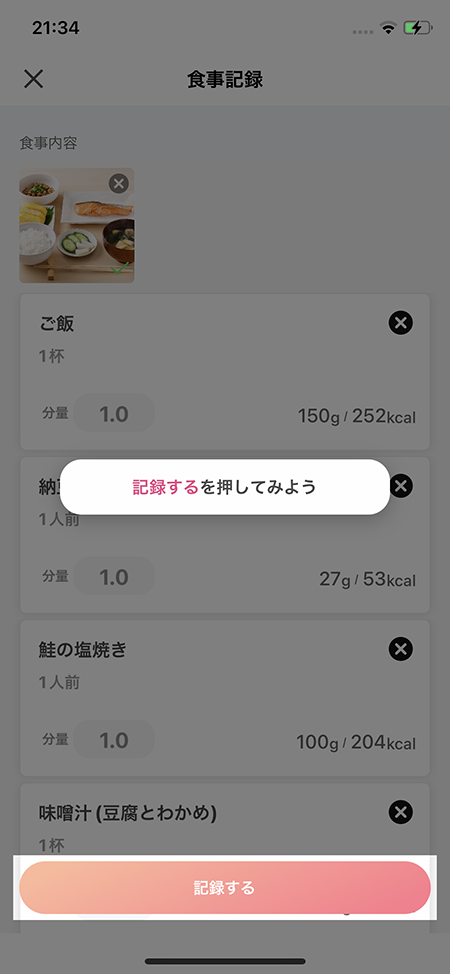 21:34
食事記録
食事内容
ご飯
1杯
分量 1.0 150g / 252kcal
納
記録するを押してみよう
1人前
分量 1.0 27g / 53kcal
鮭の塩焼き
1人前
分量 1.0 100g / 204kcal
味噌汁(豆腐とわかめ)
1杯
記録する